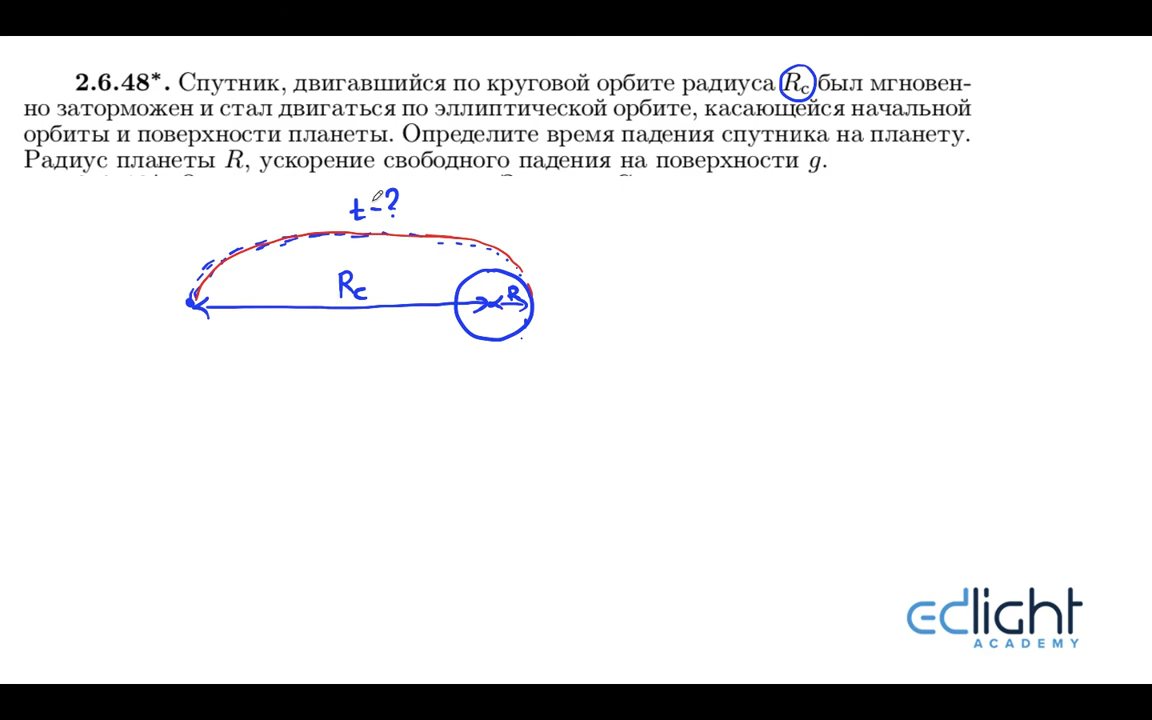 2.6.48*. Спутник, двигавшийся по круговой орбите радиуса Rс был мгновен-
но заторможен и стал двигаться по эллиптической орбите, касающейся начальной
орбиты и поверхности планеты. Определите время падения спутника на планету.
Радиус планеты R, ускорение свободного падения на поверхности g.
t-?
Rс
R
edlight
ACADEMY